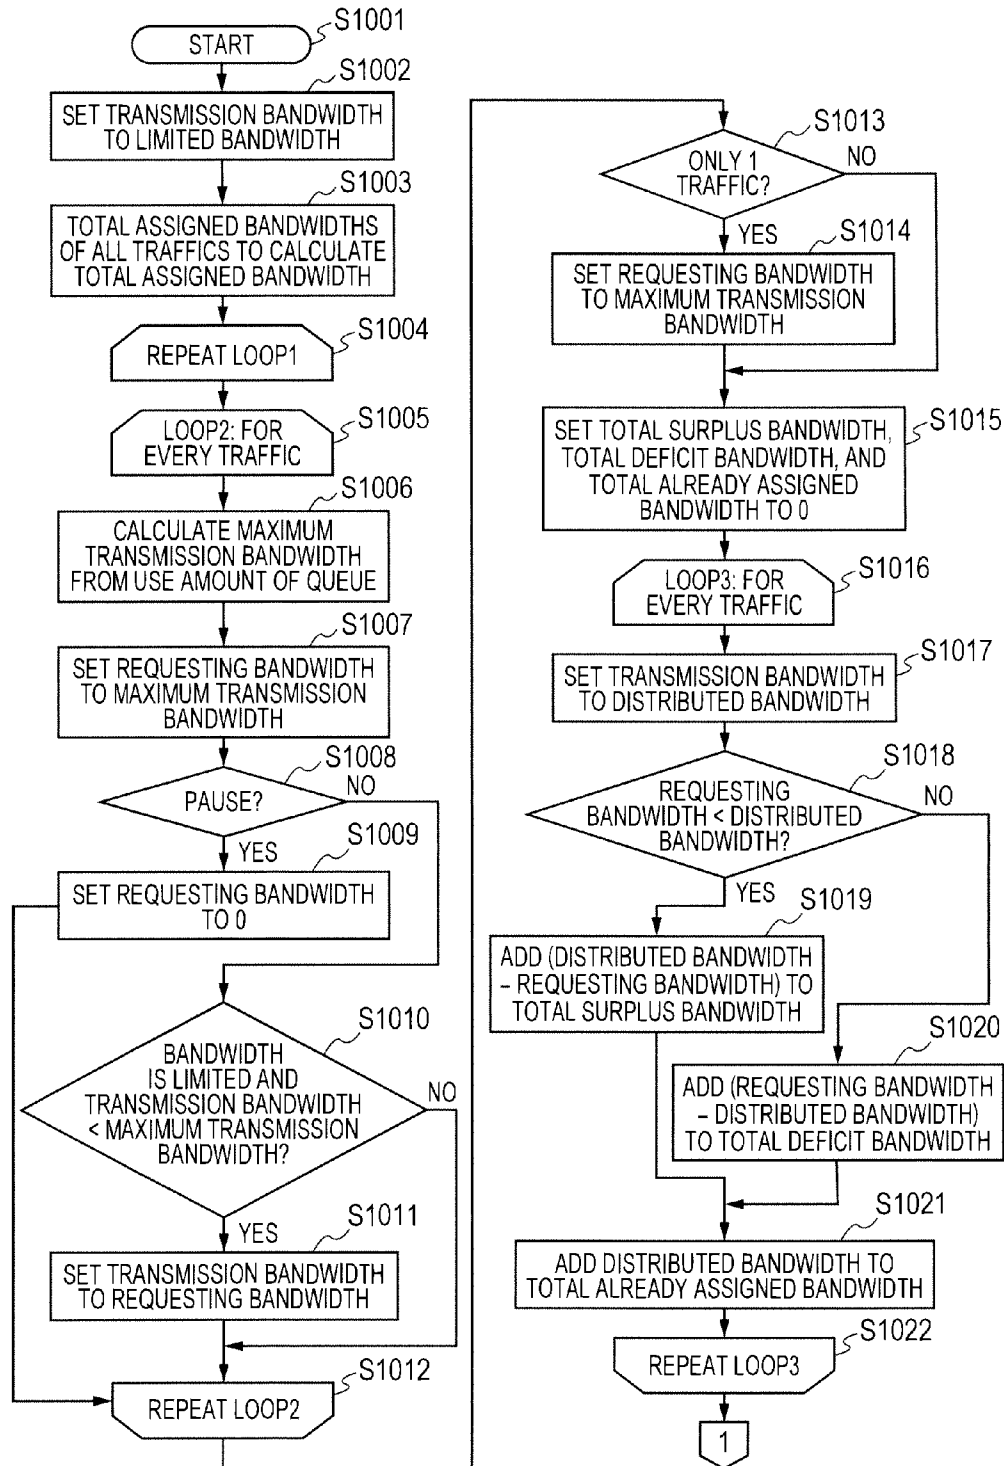 S1001
START
S1002
SET TRANSMISSION BANDWIDTH
TO LIMITED BANDWIDTH
S1003
TOTAL ASSIGNED BANDWIDTHS
OF ALL TRAFFICS TO CALCULATE
TOTAL ASSIGNED BANDWIDTH
S1004
REPEAT LOOP1
S1005
LOOP2: FOR
EVERY TRAFFIC
S1006
CALCULATE MAXIMUM
TRANSMISSION BANDWIDTH
FROM USE AMOUNT OF QUEUE
S1007
SET REQUESTING BANDWIDTH
TO MAXIMUM TRANSMISSION
BANDWIDTH
S1008
PAUSE?
NO
YES
S1009
SET REQUESTING BANDWIDTH
TO 0
S1010
BANDWIDTH
IS LIMITED AND
TRANSMISSION BANDWIDTH
< MAXIMUM TRANSMISSION
BANDWIDTH?
NO
YES
S1011
SET TRANSMISSION BANDWIDTH
TO REQUESTING BANDWIDTH
S1012
REPEAT LOOP2
S1013
ONLY 1
TRAFFIC?
NO
YES
S1014
SET REQUESTING BANDWIDTH
TO MAXIMUM TRANSMISSION
BANDWIDTH
S1015
SET TOTAL SURPLUS BANDWIDTH,
TOTAL DEFICIT BANDWIDTH, AND
TOTAL ALREADY ASSIGNED
BANDWIDTH TO 0
S1016
LOOP3: FOR
EVERY TRAFFIC
S1017
SET TRANSMISSION BANDWIDTH
TO DISTRIBUTED BANDWIDTH
S1018
REQUESTING
BANDWIDTH < DISTRIBUTED
BANDWIDTH?
NO
YES
S1019
ADD (DISTRIBUTED BANDWIDTH
– REQUESTING BANDWIDTH) TO
TOTAL SURPLUS BANDWIDTH
S1020
ADD (REQUESTING BANDWIDTH
– DISTRIBUTED BANDWIDTH)
TO TOTAL DEFICIT BANDWIDTH
S1021
ADD DISTRIBUTED BANDWIDTH TO
TOTAL ALREADY ASSIGNED BANDWIDTH
S1022
REPEAT LOOP3
1